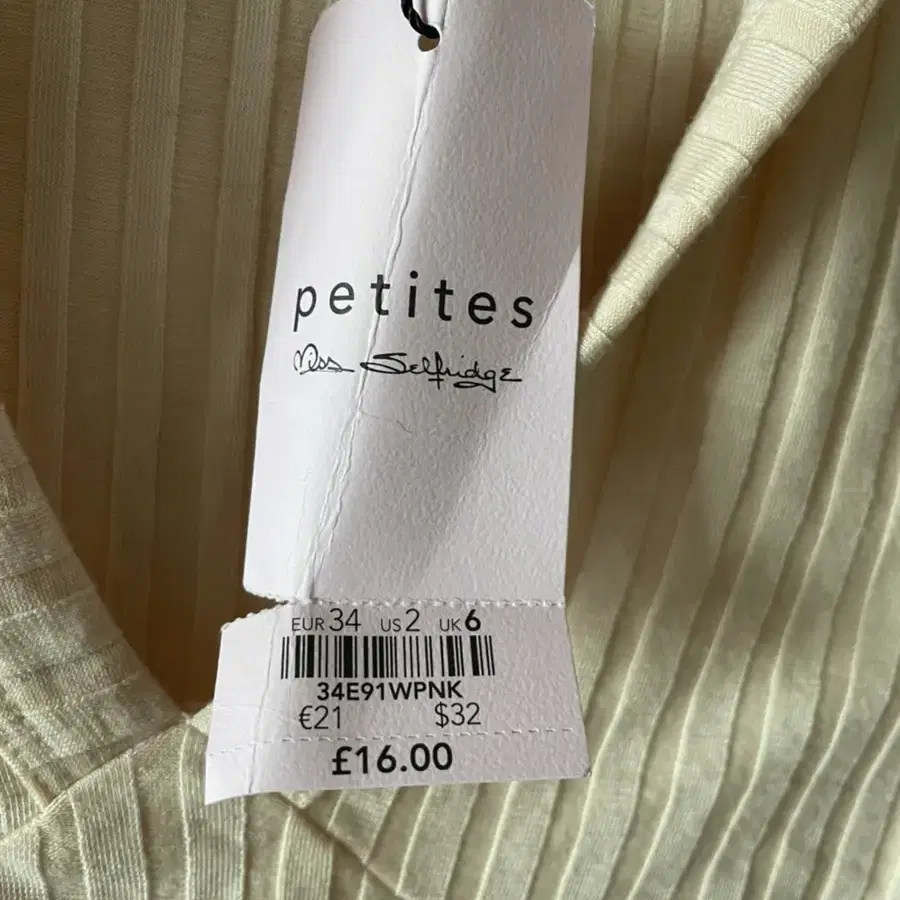 petites
Miss Selfridge
EUR 34 US 2 UK 6
34E91WPNK
€21 $32
£16.00